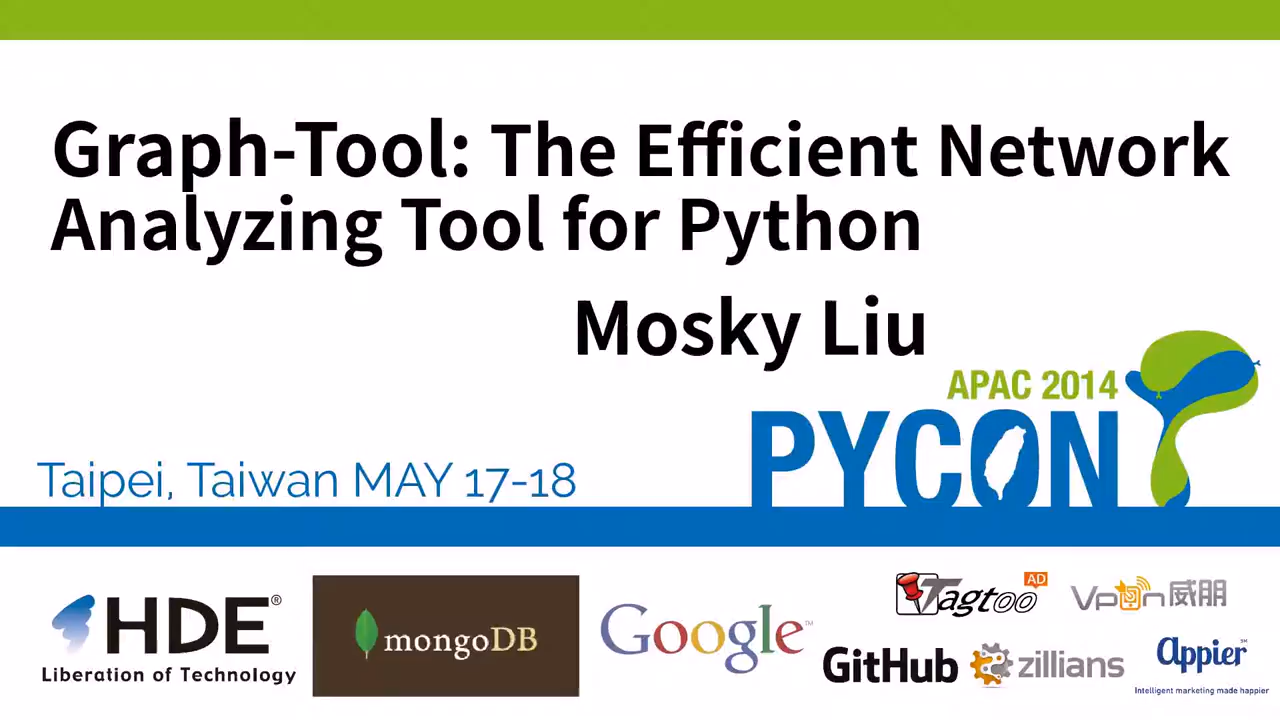 Graph-Tool: The Efficient Network
Analyzing Tool for Python
Mosky Liu
APAC 2014
PYCON
Taipei, Taiwan MAY 17-18
HDE®
Liberation of Technology
mongoDB
Google™
Tagtoo AD
Vpon威朋
GitHub
zillians
Appier℠
Intelligent marketing made happier